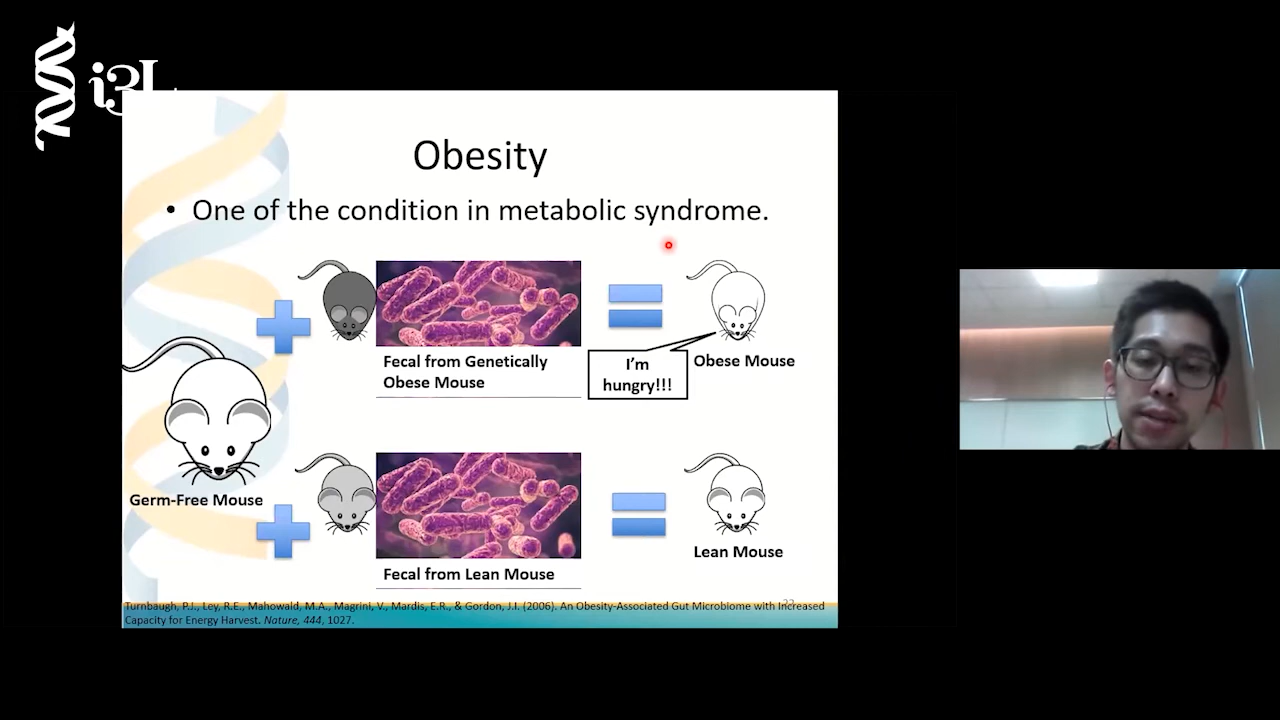 i3L
Obesity
• One of the condition in metabolic syndrome.
Fecal from Genetically
Obese Mouse
I'm
hungry!!!
Obese Mouse
Germ-Free Mouse
Fecal from Lean Mouse
Lean Mouse
22
Turnbaugh, P.J., Ley, R.E., Mahowald, M.A., Magrini, V., Mardis, E.R., & Gordon, J.I. (2006). An Obesity-Associated Gut Microbiome with Increased
Capacity for Energy Harvest. Nature, 444, 1027.